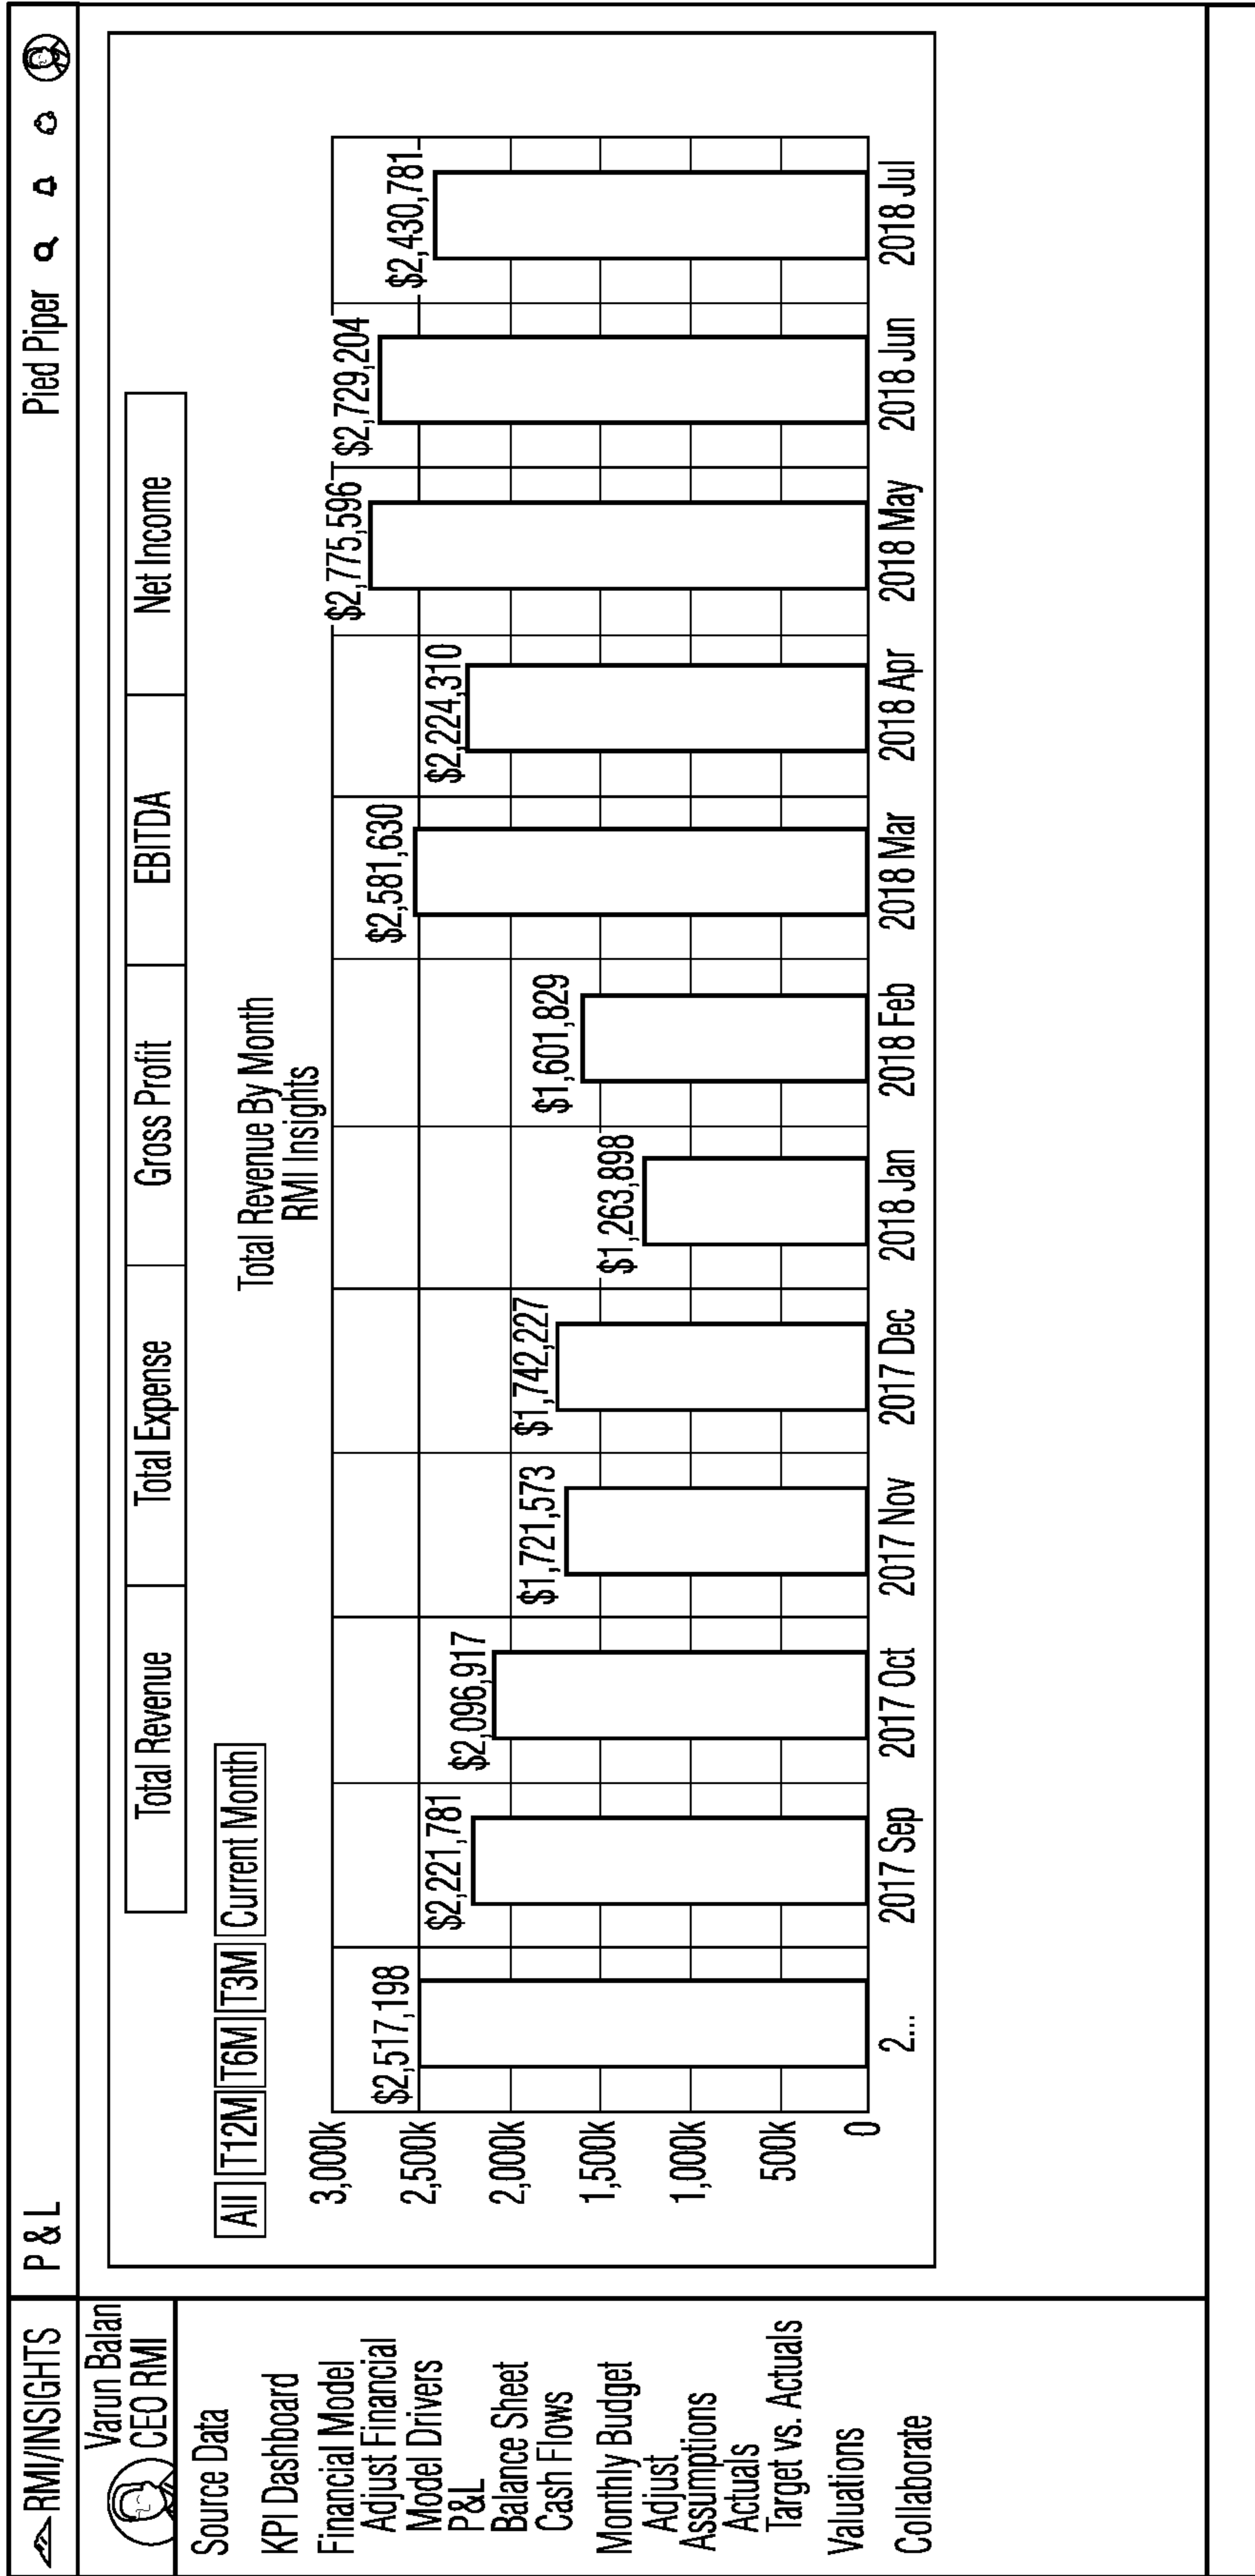 RMI/INSIGHTS
P & L
Pied Piper
Varun Balan
CEO RMI
Source Data
KPI Dashboard
Financial Model
Adjust Financial
Model Drivers
P&L
Balance Sheet
Cash Flows
Monthly Budget
Adjust
Assumptions
Actuals
Target vs. Actuals
Valuations
Collaborate
Total Revenue
Total Expense
Gross Profit
EBITDA
Net Income
All T12M T6M T3M Current Month
Total Revenue By Month
RMI Insights
3,000k
2,500k
2,000k
1,500k
1,000k
500k
0
$2,517,198
$2,221,781
$2,096,917
$1,721,573
$1,742,227
$1,263,898
$1,601,829
$2,581,630
$2,224,310
$2,775,596
$2,729,204
$2,430,781
2...
2017 Sep
2017 Oct
2017 Nov
2017 Dec
2018 Jan
2018 Feb
2018 Mar
2018 Apr
2018 May
2018 Jun
2018 Jul